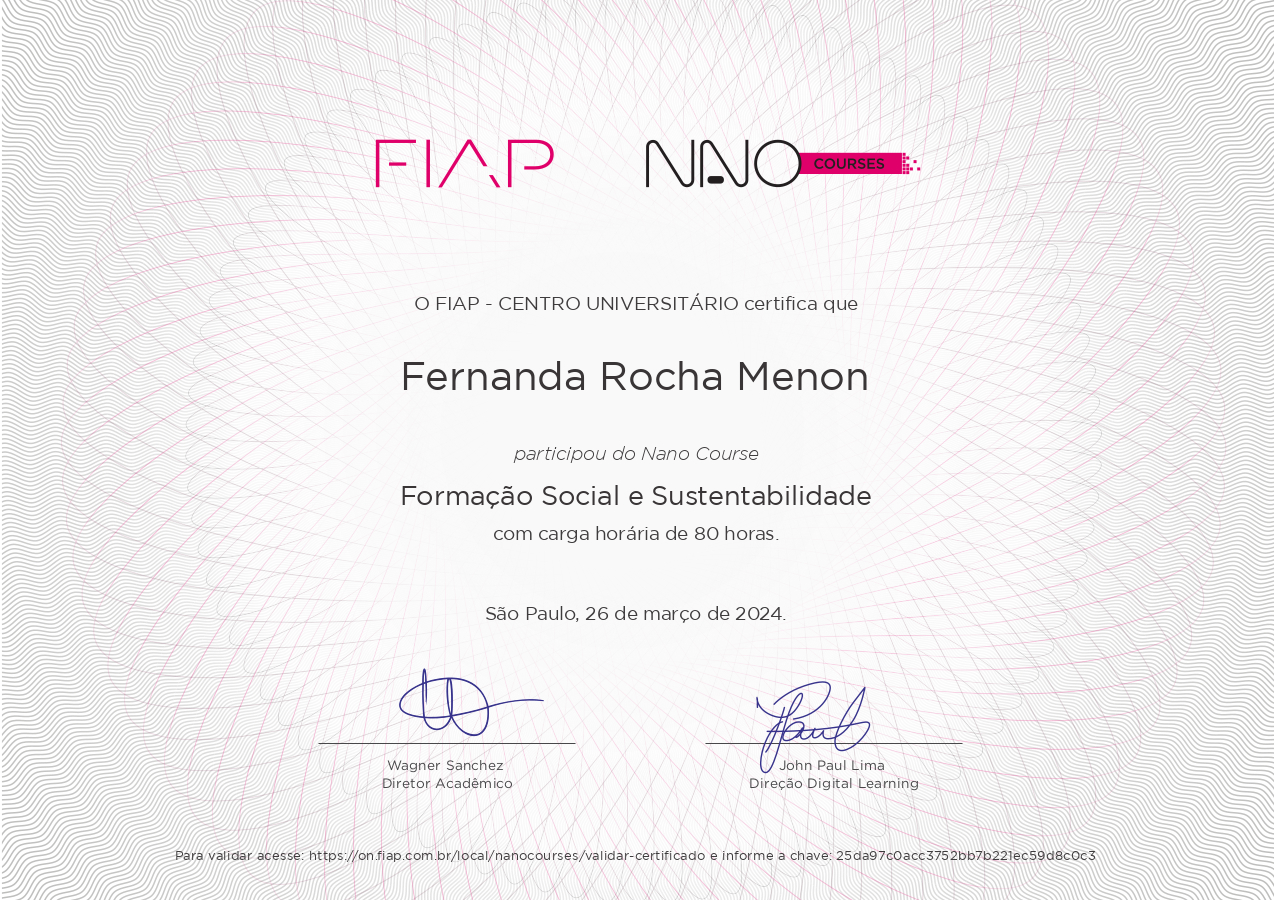 FIAP NANO COURSES
O FIAP - CENTRO UNIVERSITÁRIO certifica que
Fernanda Rocha Menon
participou do Nano Course
Formação Social e Sustentabilidade
com carga horária de 80 horas.
São Paulo, 26 de março de 2024.
Wagner Sanchez
Diretor Acadêmico
John Paul Lima
Direção Digital Learning
Para validar acesse: https://on.fiap.com.br/local/nanocourses/validar-certificado e informe a chave: 25da97c0acc3752bb7b221ec59d8c0c3